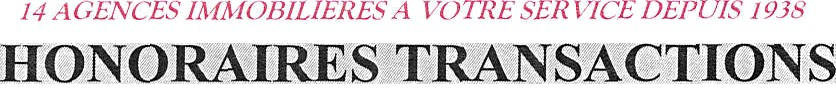 14 AGENCES IMMOBILIERES A VOTRE SERVICE DEPUIS 1938
HONORAIRES TRANSACTIONS